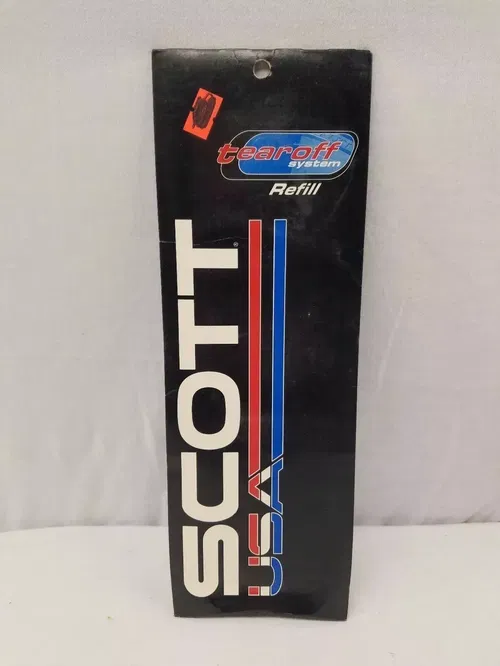 tearoff
system
Refill
SCOTT®
USA